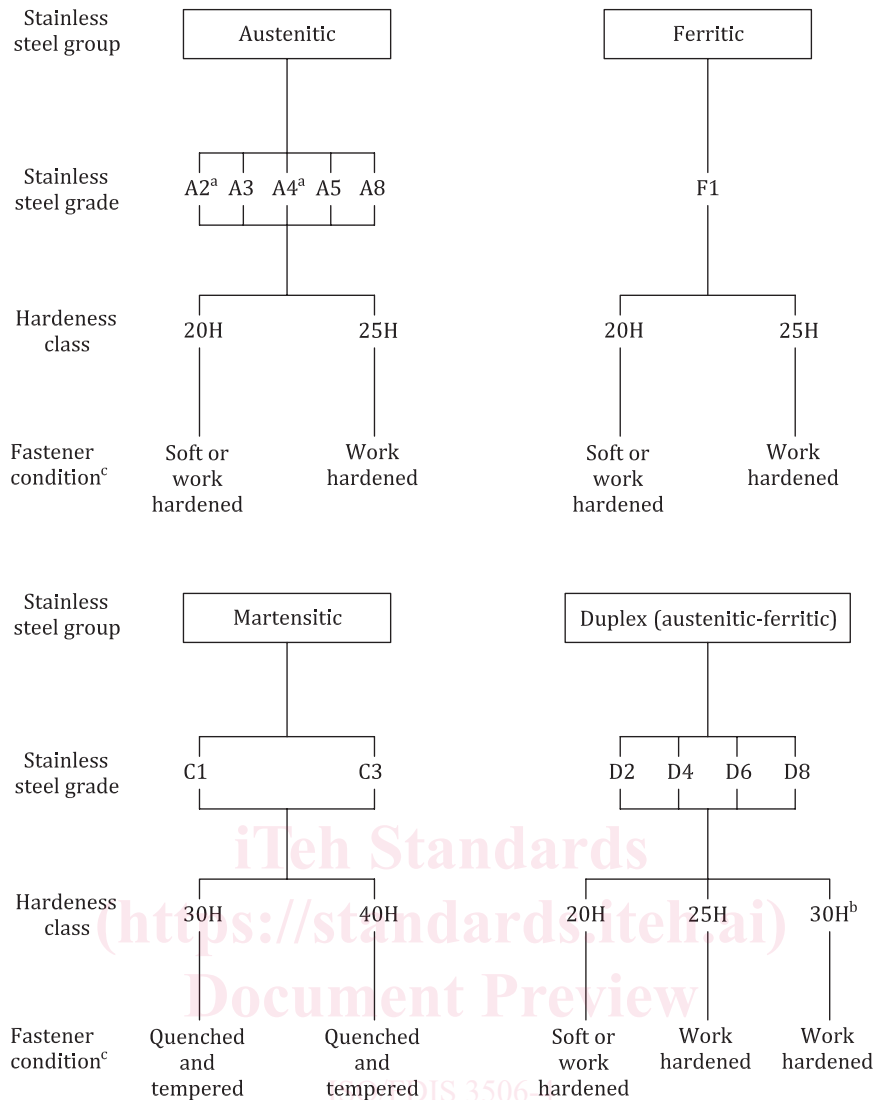 Stainless
steel group
Austenitic
Ferritic
Stainless
steel grade
A2ᵃ A3 A4ᵃ A5 A8
F1
Hardeness
class
20H 25H
20H 25H
Fastener
conditionᶜ
Soft or
work
hardened
Work
hardened
Soft or
work
hardened
Work
hardened
Stainless
steel group
Martensitic
Duplex (austenitic-ferritic)
Stainless
steel grade
C1 C3
D2 D4 D6 D8
Hardeness
class
30H 40H
20H 25H 30Hᵇ
Fastener
conditionᶜ
Quenched
and
tempered
Quenched
and
tempered
Soft or
work
hardened
Work
hardened
Work
hardened
iTeh Standards
(https://standards.iteh.ai)
Document Preview
DIS 3506-4